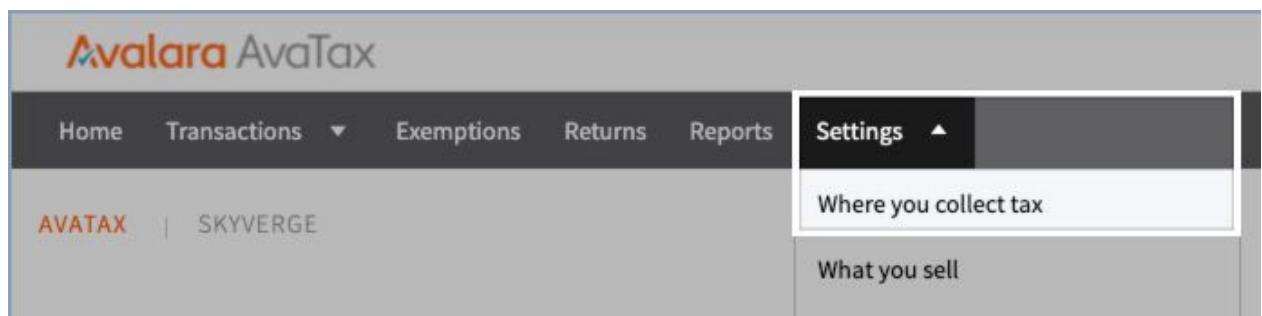 Avalara AvaTax
Home Transactions ▼ Exemptions Returns Reports Settings ▲
Where you collect tax
AVATAX | SKYVERGE
What you sell